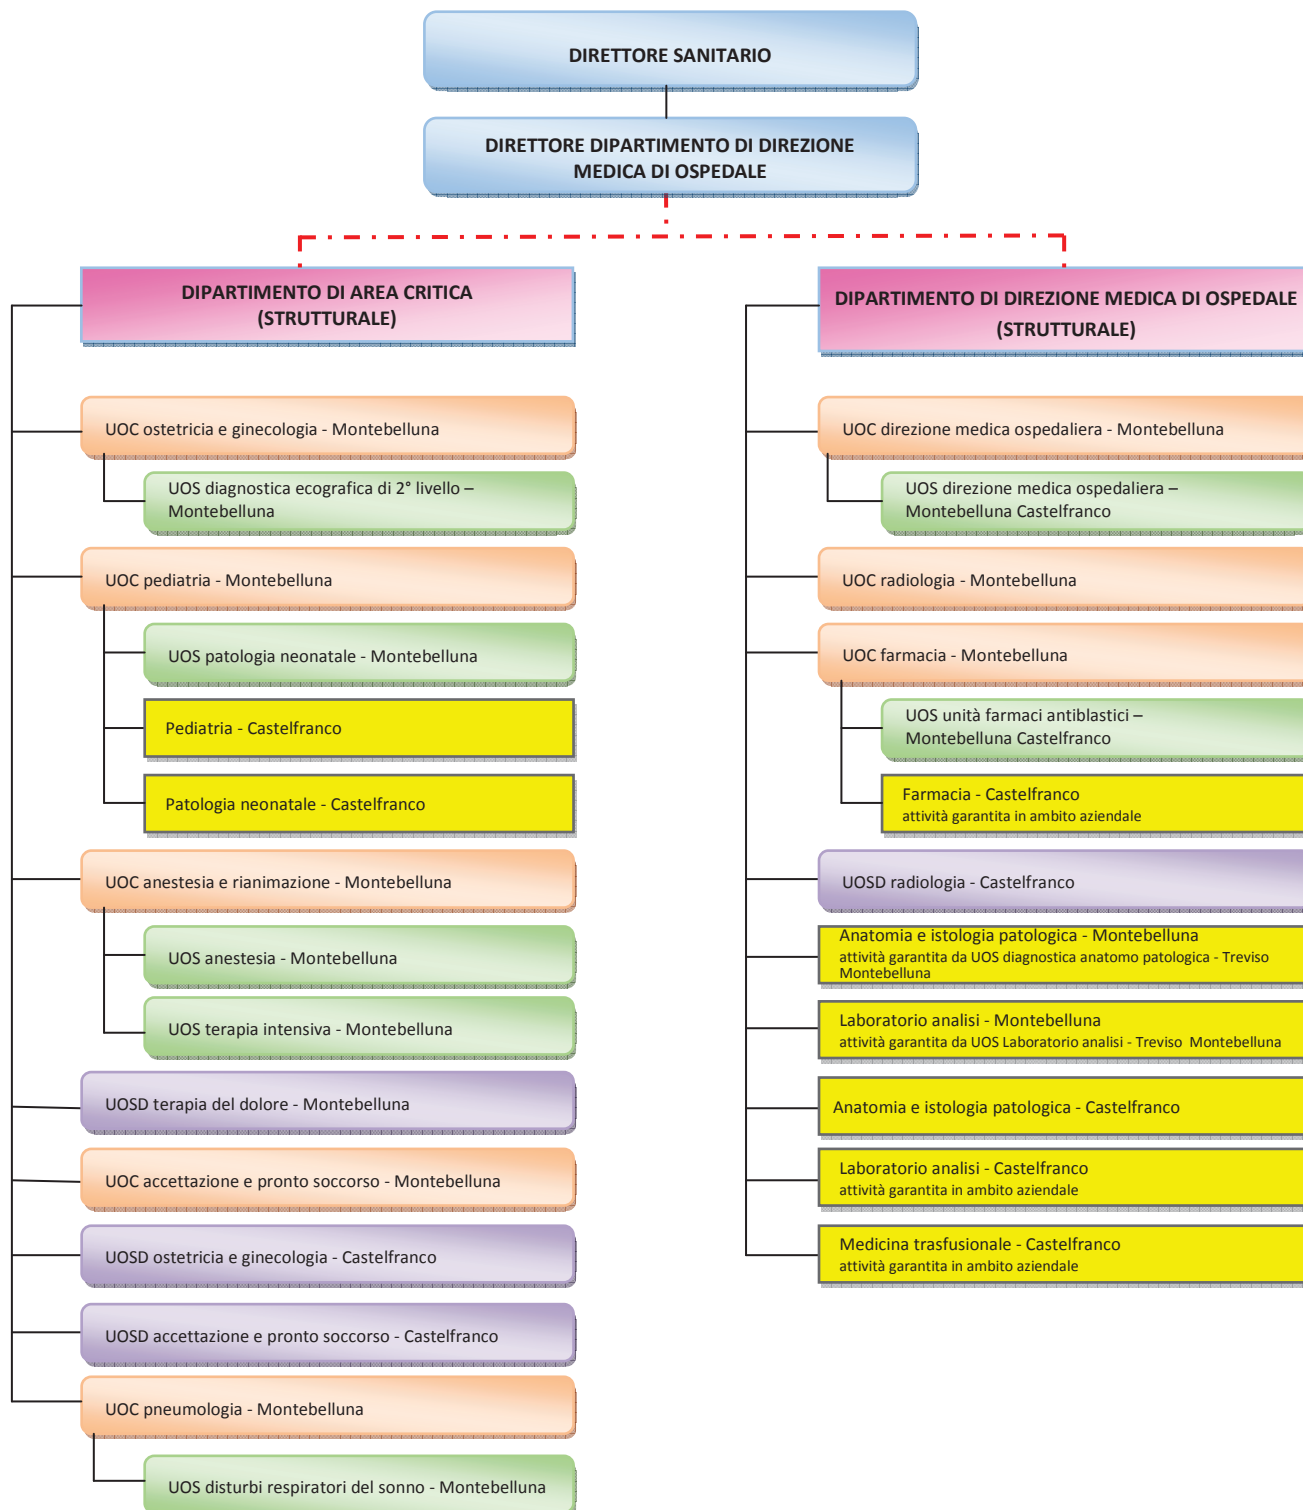 DIRETTORE SANITARIO
DIRETTORE DIPARTIMENTO DI DIREZIONE
MEDICA DI OSPEDALE
DIPARTIMENTO DI AREA CRITICA
(STRUTTURALE)
UOC ostetricia e ginecologia - Montebelluna
UOS diagnostica ecografica di 2° livello –
Montebelluna
UOC pediatria - Montebelluna
UOS patologia neonatale - Montebelluna
Pediatria - Castelfranco
Patologia neonatale - Castelfranco
UOC anestesia e rianimazione - Montebelluna
UOS anestesia - Montebelluna
UOS terapia intensiva - Montebelluna
UOSD terapia del dolore - Montebelluna
UOC accettazione e pronto soccorso - Montebelluna
UOSD ostetricia e ginecologia - Castelfranco
UOSD accettazione e pronto soccorso - Castelfranco
UOC pneumologia - Montebelluna
UOS disturbi respiratori del sonno - Montebelluna
DIPARTIMENTO DI DIREZIONE MEDICA DI OSPEDALE
(STRUTTURALE)
UOC direzione medica ospedaliera - Montebelluna
UOS direzione medica ospedaliera –
Montebelluna Castelfranco
UOC radiologia - Montebelluna
UOC farmacia - Montebelluna
UOS unità farmaci antiblastici –
Montebelluna Castelfranco
Farmacia - Castelfranco
attività garantita in ambito aziendale
UOSD radiologia - Castelfranco
Anatomia e istologia patologica - Montebelluna
attività garantita da UOS diagnostica anatomo patologica - Treviso
Montebelluna
Laboratorio analisi - Montebelluna
attività garantita da UOS Laboratorio analisi - Treviso Montebelluna
Anatomia e istologia patologica - Castelfranco
Laboratorio analisi - Castelfranco
attività garantita in ambito aziendale
Medicina trasfusionale - Castelfranco
attività garantita in ambito aziendale